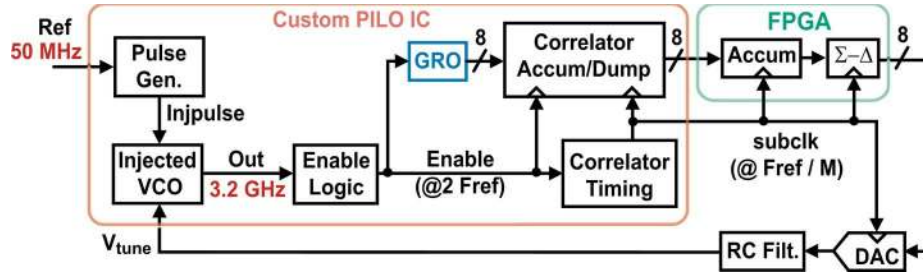 Custom PILO IC
FPGA
Ref
50 MHz
Pulse
Gen.
GRO
8
Correlator
Accum/Dump
8
Accum
Σ−Δ
8
Injpulse
Injected
VCO
Out
3.2 GHz
Enable
Logic
Enable
(@2 Fref)
Correlator
Timing
subclk
(@ Fref / M)
Vtune
RC Filt.
DAC